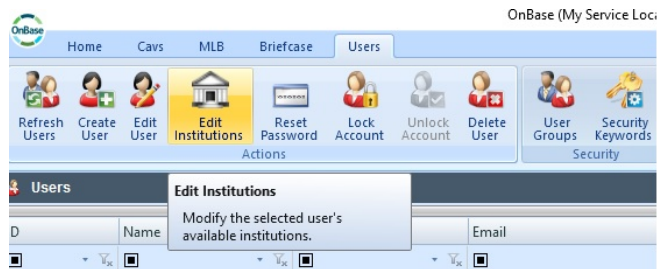 OnBase (My Service Loca
OnBase
Home Cavs MLB Briefcase Users
Refresh Users
Create User
Edit User
Edit Institutions
Reset Password
Lock Account
Unlock Account
Delete User
User Groups
Security Keywords
Actions
Security
Users
Edit Institutions
Modify the selected user's
available institutions.
D Name Email